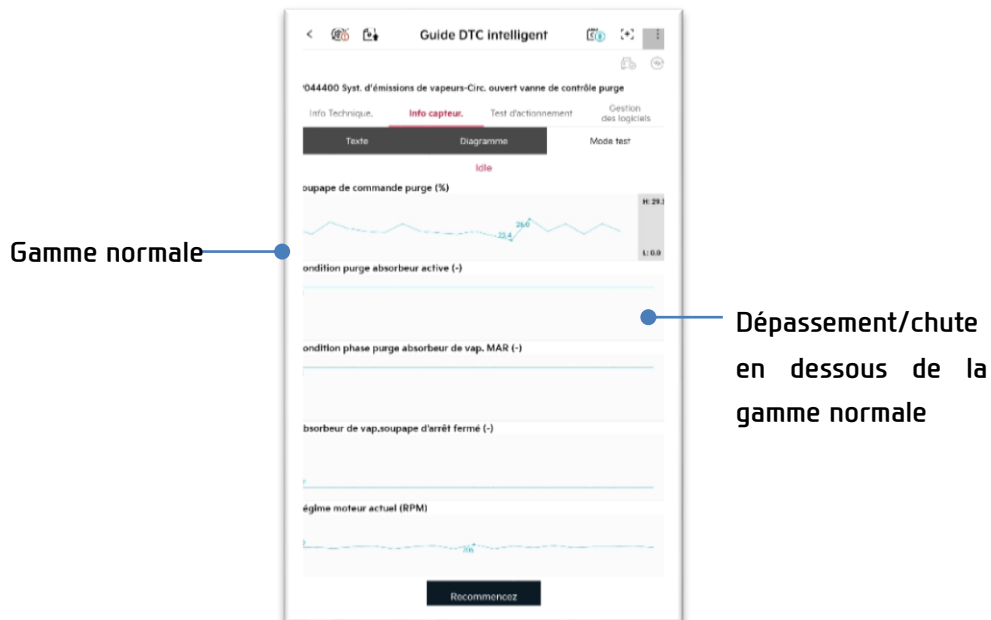 Guide DTC intelligent
P044400 Syst. d'émissions de vapeurs-Circ. ouvert vanne de contrôle purge
Info Technique. Info capteur. Test d'actionnement Gestion
des logiciels
Texte Diagramme Mode test
Idle
oupape de commande purge (%)
H: 29.
26.0
23.4
L: 0.0
Gamme normale
ondition purge absorbeur active (-)
Dépassement/chute
en dessous de la
gamme normale
ondition phase purge absorbeur de vap. MAR (-)
bsorbeur de vap.soupape d'arrêt fermé (-)
égime moteur actuel (RPM)
Recommencez